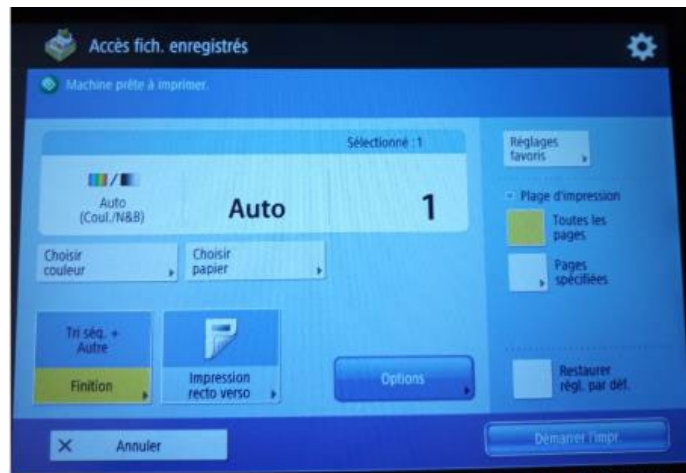 Accès fich. enregistrés
Machine prête à imprimer.
Sélectionné : 1
Auto
(Coul./N&B)
Auto
1
Choisir
couleur
Choisir
papier
Tri séq. +
Autre
Finition
Impression
recto verso
Options
Réglages
favoris
Plage d'impression
Toutes les
pages
Pages
spécifiées
Restaurer
régl. par déf.
Annuler
Démarrer l'impr.